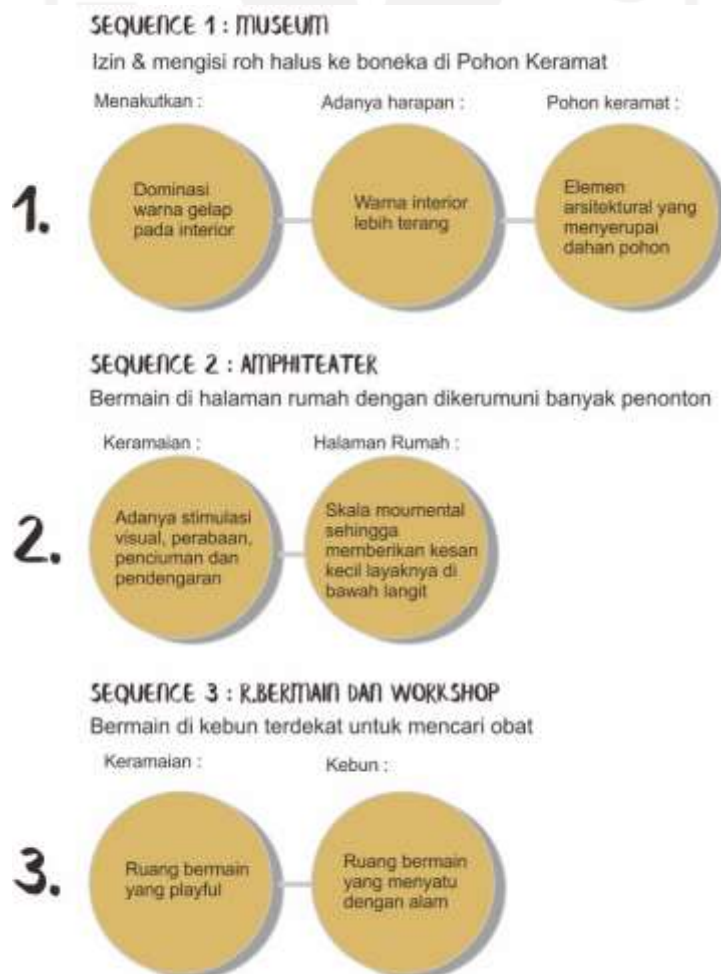 SEQUENCE 1 : MUSEUM
Izin & mengisi roh halus ke boneka di Pohon Keramat
Menakutkan :
Adanya harapan :
Pohon keramat :
1.
Dominasi
warna gelap
pada interior
Warna interior
lebih terang
Elemen
arsitektural yang
menyerupai
dahan pohon
SEQUENCE 2 : AMPHITEATER
Bermain di halaman rumah dengan dikerumuni banyak penonton
Keramaian :
Halaman Rumah :
2.
Adanya stimulasi
visual, perabaan,
penciuman dan
pendengaran
Skala moumental
sehingga
memberikan kesan
kecil layaknya di
bawah langit
SEQUENCE 3 : R.BERMAIN DAN WORKSHOP
Bermain di kebun terdekat untuk mencari obat
Keramaian :
Kebun :
3.
Ruang bermain
yang playful
Ruang bermain
yang menyatu
dengan alam